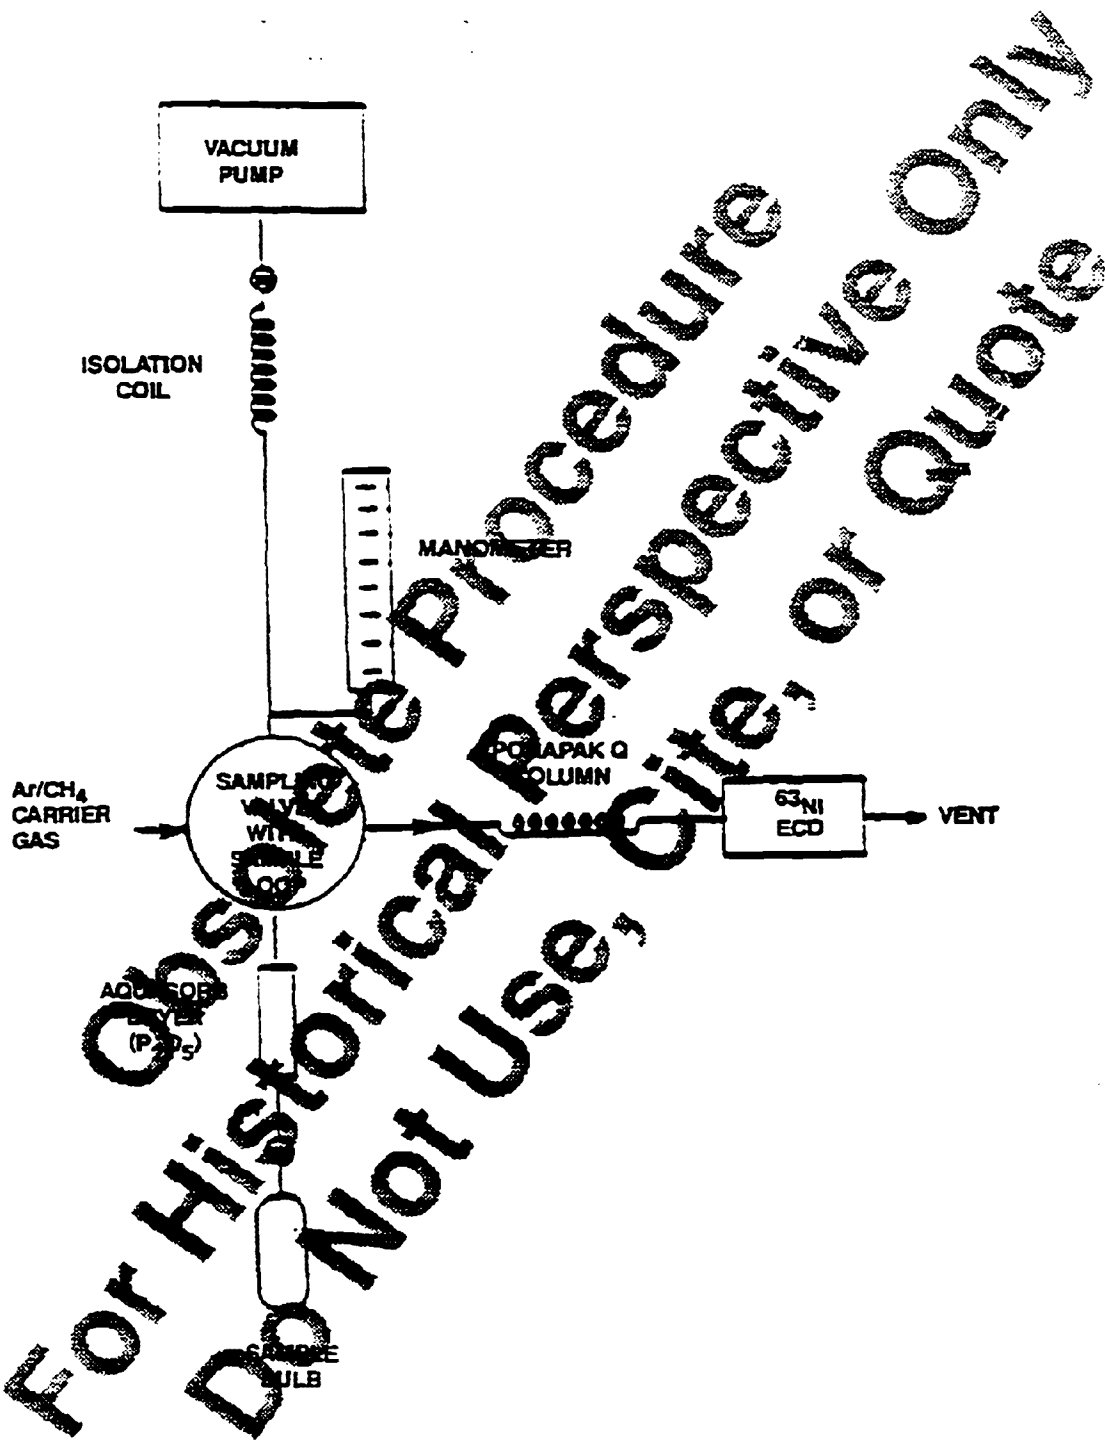 VACUUM
PUMP
ISOLATION
COIL
MANOMETER
Ar/CH₄
CARRIER
GAS
SAMPLING
VALVE
WITH
SAMPLE
LOOP
PORAPAK Q
COLUMN
⁶³NI
ECD
VENT
AQUASORB
DRYER
(P₂O₅)
SAMPLE
BULB
Obsolete Procedure
For Historical Perspective Only
Do Not Use, Cite, or Quote